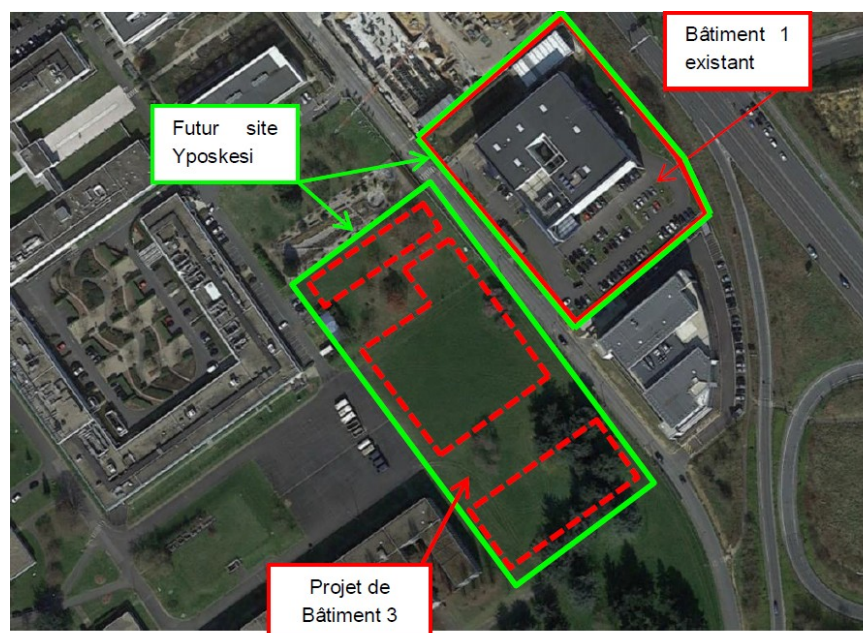 Bâtiment 1
existant
Futur site
Yposkesi
Projet de
Bâtiment 3